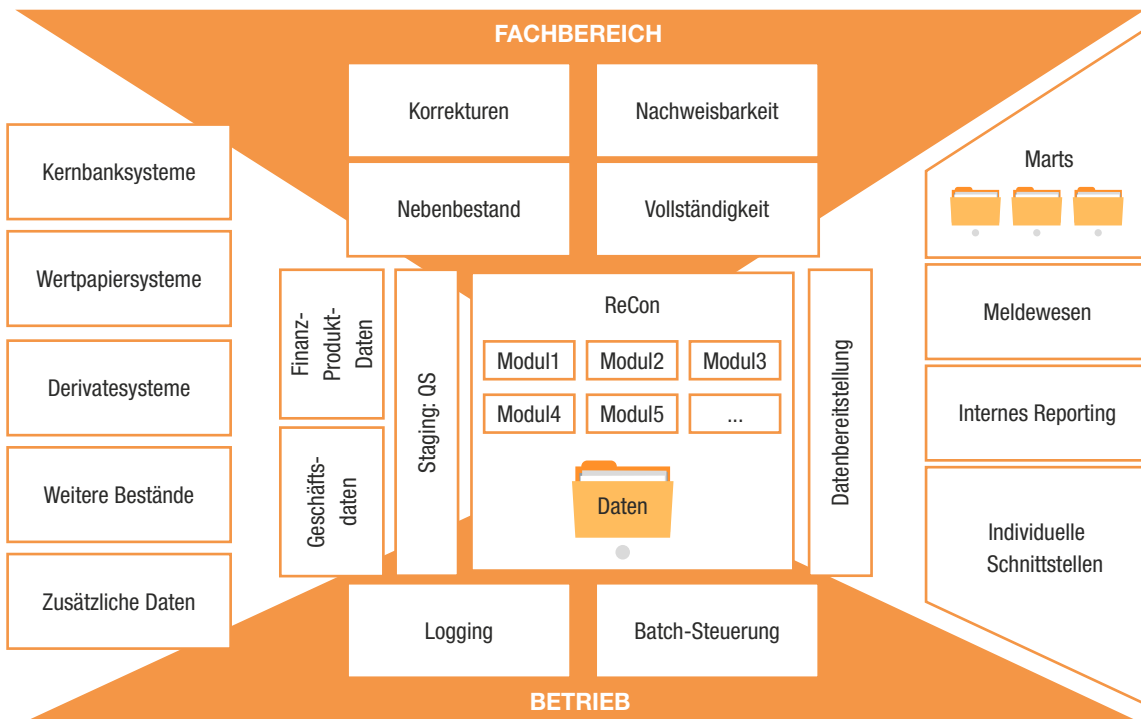 FACHBEREICH
Korrekturen
Nachweisbarkeit
Nebenbestand
Vollständigkeit
Kernbanksysteme
Wertpapiersysteme
Derivatesysteme
Weitere Bestände
Zusätzliche Daten
Finanz-
Produkt-
Daten
Geschäfts-
daten
Staging: QS
ReCon
Modul1
Modul2
Modul3
Modul4
Modul5
...
Daten
Datenbereitstellung
Marts
Meldewesen
Internes Reporting
Individuelle
Schnittstellen
Logging
Batch-Steuerung
BETRIEB